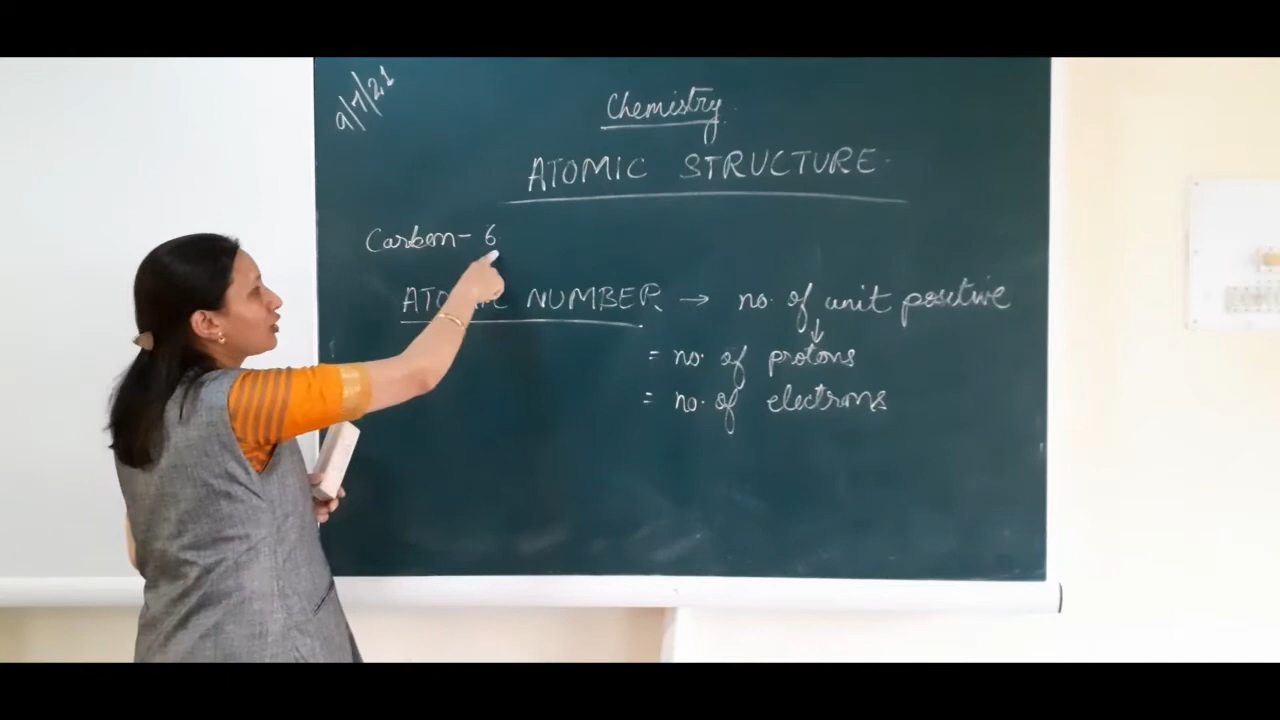 9/7/21
Chemistry
ATOMIC STRUCTURE.
Carbon - 6
NUMBER → no. of unit positive
= no. of protons
= no. of electrons